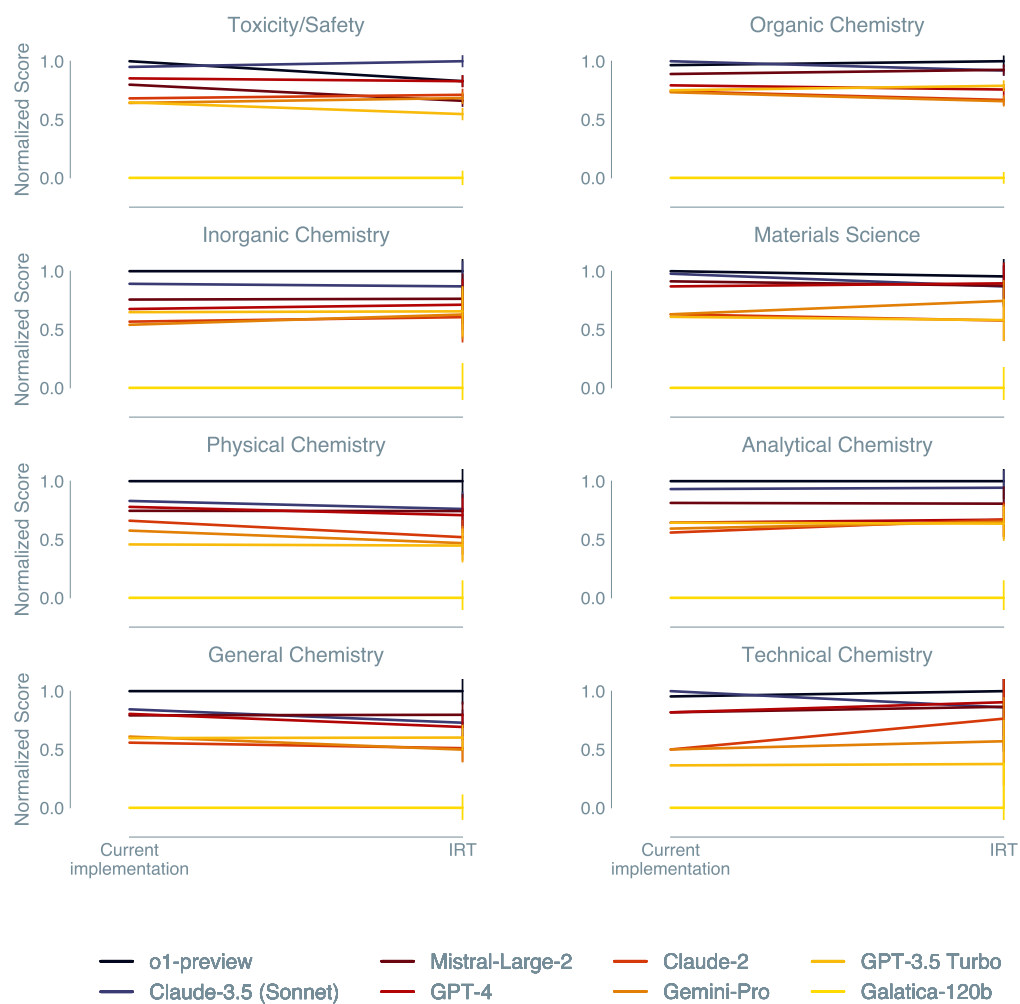 Toxicity/Safety
Organic Chemistry
Normalized Score
1.0
0.5
0.0
1.0
0.5
0.0
Inorganic Chemistry
Materials Science
Normalized Score
1.0
0.5
0.0
1.0
0.5
0.0
Physical Chemistry
Analytical Chemistry
Normalized Score
1.0
0.5
0.0
1.0
0.5
0.0
General Chemistry
Technical Chemistry
Normalized Score
1.0
0.5
0.0
1.0
0.5
0.0
Current
implementation
IRT
Current
implementation
IRT
o1-preview
Mistral-Large-2
Claude-2
GPT-3.5 Turbo
Claude-3.5 (Sonnet)
GPT-4
Gemini-Pro
Galatica-120b